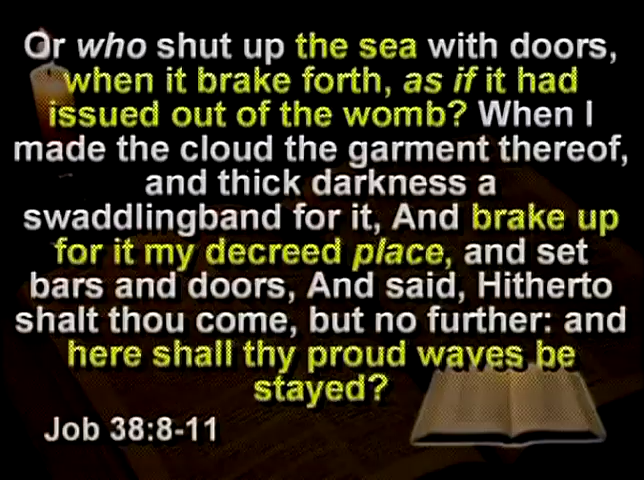 Or who shut up the sea with doors,
when it brake forth, as if it had
issued out of the womb? When I
made the cloud the garment thereof,
and thick darkness a
swaddlingband for it, And brake up
for it my decreed place, and set
bars and doors, And said, Hitherto
shalt thou come, but no further: and
here shall thy proud waves be
stayed?
Job 38:8-11